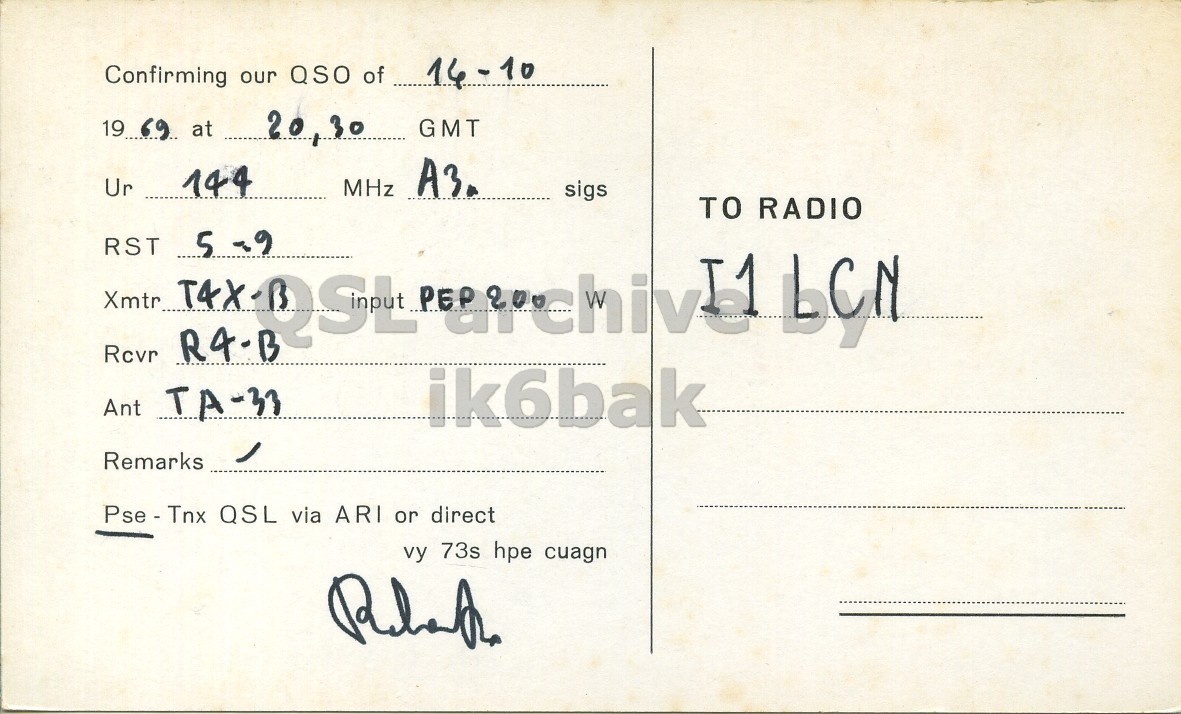 Confirming our QSO of 14-10
19 69 at 20,30 GMT
Ur 144 MHz A3. sigs
RST 5-9
Xmtr T4X-B input PEP 200 W
Rcvr R4-B
Ant TA-33
Remarks /
Pse - Tnx QSL via ARI or direct
vy 73s hpe cuagn
TO RADIO
I1 LCN
QSL archive by
ik6bak